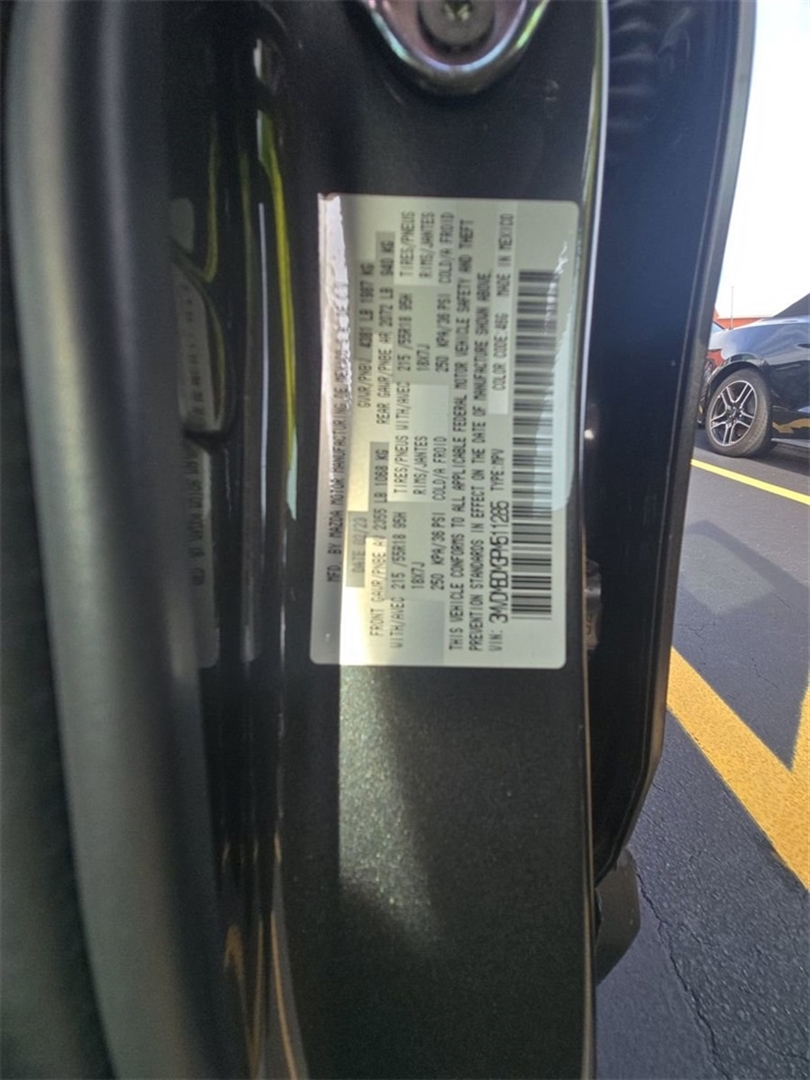 MFD BY MAZDA MOTOR MANUFACTURING DE MEXICO
DATE 02/23 GVWR/PNBV 4381 LB 1987 KG
FRONT GAWR/PNBE AV 2355 LB 1068 KG REAR GAWR/PNBE AR 2072 LB 940 KG
WITH/AVEC 215 /55R18 95H TIRES/PNEUS WITH/AVEC 215 /55R18 95H TIRES/PNEUS
18X7J RIMS/JANTES 18X7J RIMS/JANTES
250 KPA/36 PSI COLD/A FROID 250 KPA/36 PSI COLD/A FROID
THIS VEHICLE CONFORMS TO ALL APPLICABLE FEDERAL MOTOR VEHICLE SAFETY AND THEFT
PREVENTION STANDARDS IN EFFECT ON THE DATE OF MANUFACTURE SHOWN ABOVE.
VIN: 3MVDMBDM3PM511285 TYPE:MPV COLOR CODE 46G MADE IN MEXICO